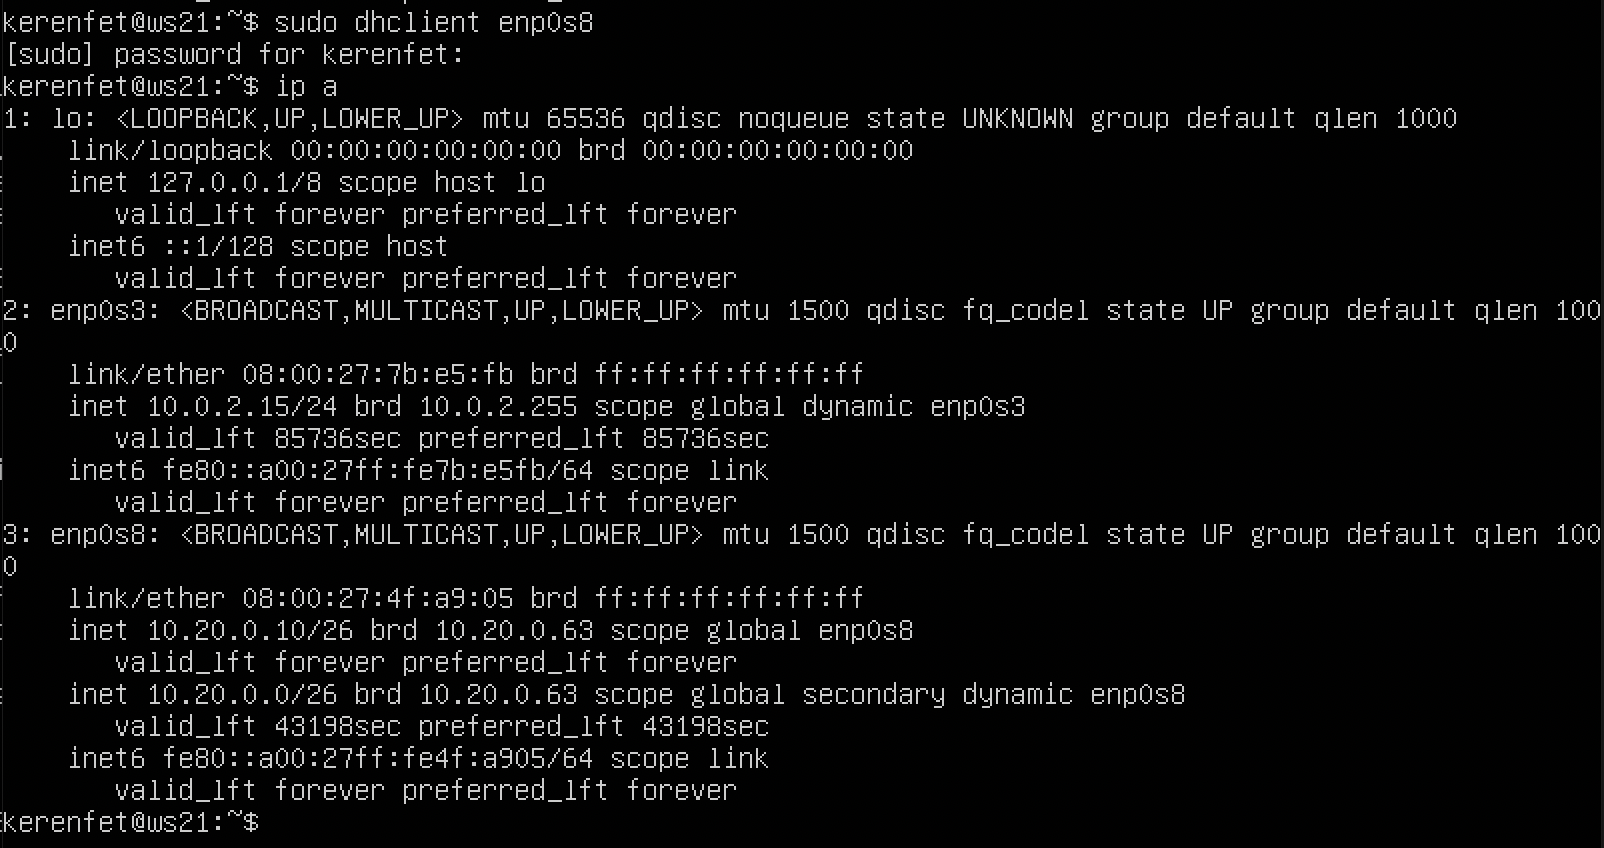 kerenfet@ws21:~$ sudo dhclient enp0s8
[sudo] password for kerenfet:
kerenfet@ws21:~$ ip a
1: lo: <LOOPBACK,UP,LOWER_UP> mtu 65536 qdisc noqueue state UNKNOWN group default qlen 1000
    link/loopback 00:00:00:00:00:00 brd 00:00:00:00:00:00
    inet 127.0.0.1/8 scope host lo
       valid_lft forever preferred_lft forever
    inet6 ::1/128 scope host
       valid_lft forever preferred_lft forever
2: enp0s3: <BROADCAST,MULTICAST,UP,LOWER_UP> mtu 1500 qdisc fq_codel state UP group default qlen 100
0
    link/ether 08:00:27:7b:e5:fb brd ff:ff:ff:ff:ff:ff
    inet 10.0.2.15/24 brd 10.0.2.255 scope global dynamic enp0s3
       valid_lft 85736sec preferred_lft 85736sec
    inet6 fe80::a00:27ff:fe7b:e5fb/64 scope link
       valid_lft forever preferred_lft forever
3: enp0s8: <BROADCAST,MULTICAST,UP,LOWER_UP> mtu 1500 qdisc fq_codel state UP group default qlen 100
0
    link/ether 08:00:27:4f:a9:05 brd ff:ff:ff:ff:ff:ff
    inet 10.20.0.10/26 brd 10.20.0.63 scope global enp0s8
       valid_lft forever preferred_lft forever
    inet 10.20.0.0/26 brd 10.20.0.63 scope global secondary dynamic enp0s8
       valid_lft 43198sec preferred_lft 43198sec
    inet6 fe80::a00:27ff:fe4f:a905/64 scope link
       valid_lft forever preferred_lft forever
kerenfet@ws21:~$